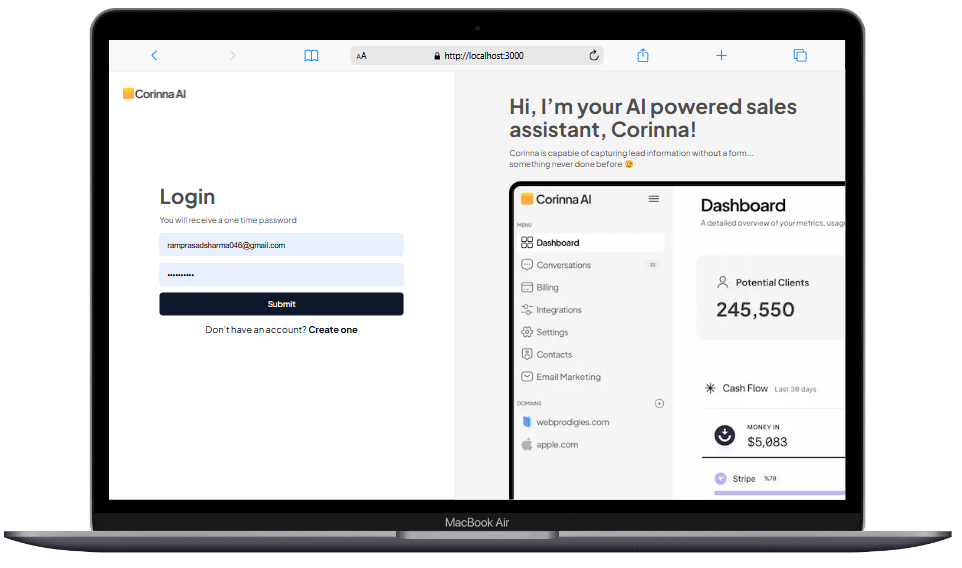 AA
http://localhost:3000
Corinna AI
Login
You will receive a one time password
ramprasadsharma046@gmail.com
••••••••••
Submit
Don't have an account? Create one
Hi, I'm your AI powered sales
assistant, Corinna!
Corinna is capable of capturing lead information without a form...
something never done before 😉
Corinna AI
MENU
Dashboard
Conversations
Billing
Integrations
Settings
Contacts
Email Marketing
DOMAINS
webprodigies.com
apple.com
Dashboard
A detailed overview of your metrics, usag
Potential Clients
245,550
Cash Flow Last 30 days
MONEY IN
$5,083
Stripe %70
MacBook Air